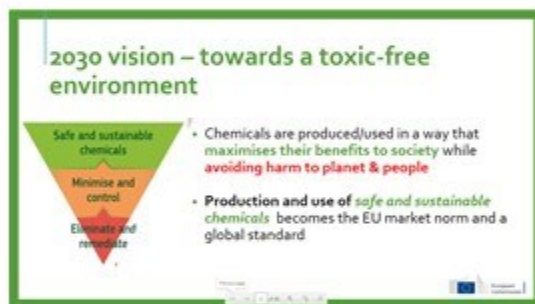 2030 vision – towards a toxic-free
environment
Safe and sustainable
chemicals
Minimise and
control
Eliminate and
remediate
• Chemicals are produced/used in a way that
maximises their benefits to society while
avoiding harm to planet & people
• Production and use of safe and sustainable
chemicals becomes the EU market norm and a
global standard
European
Commission